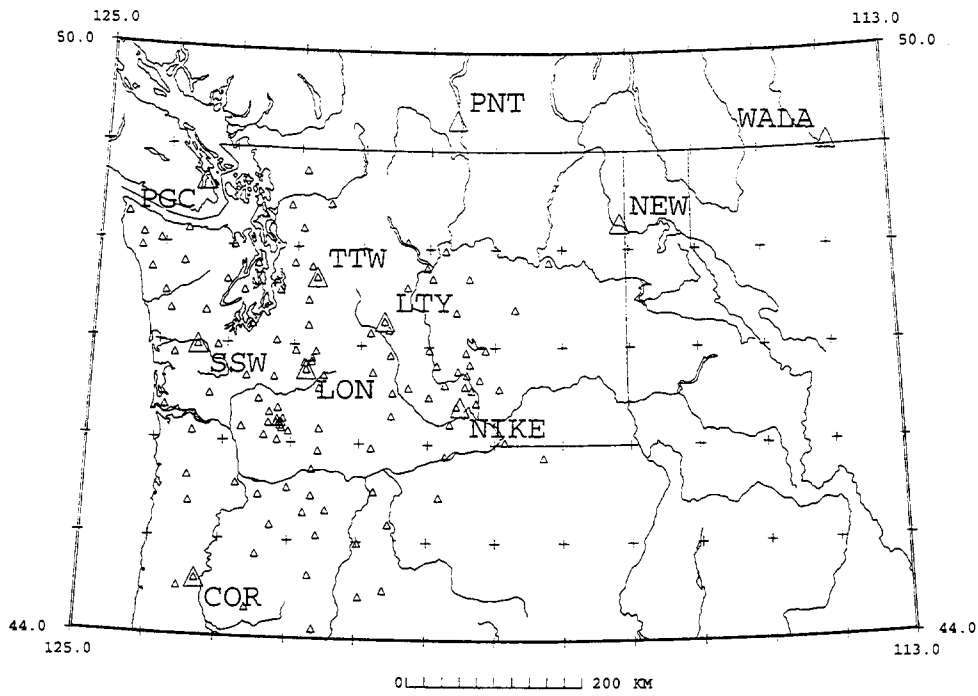 125.0
113.0
50.0
50.0
PNT
WALA
PGC
NEW
TTW
LTY
SSW
LON
NIKE
COR
44.0
44.0
125.0
113.0
0 200 KM